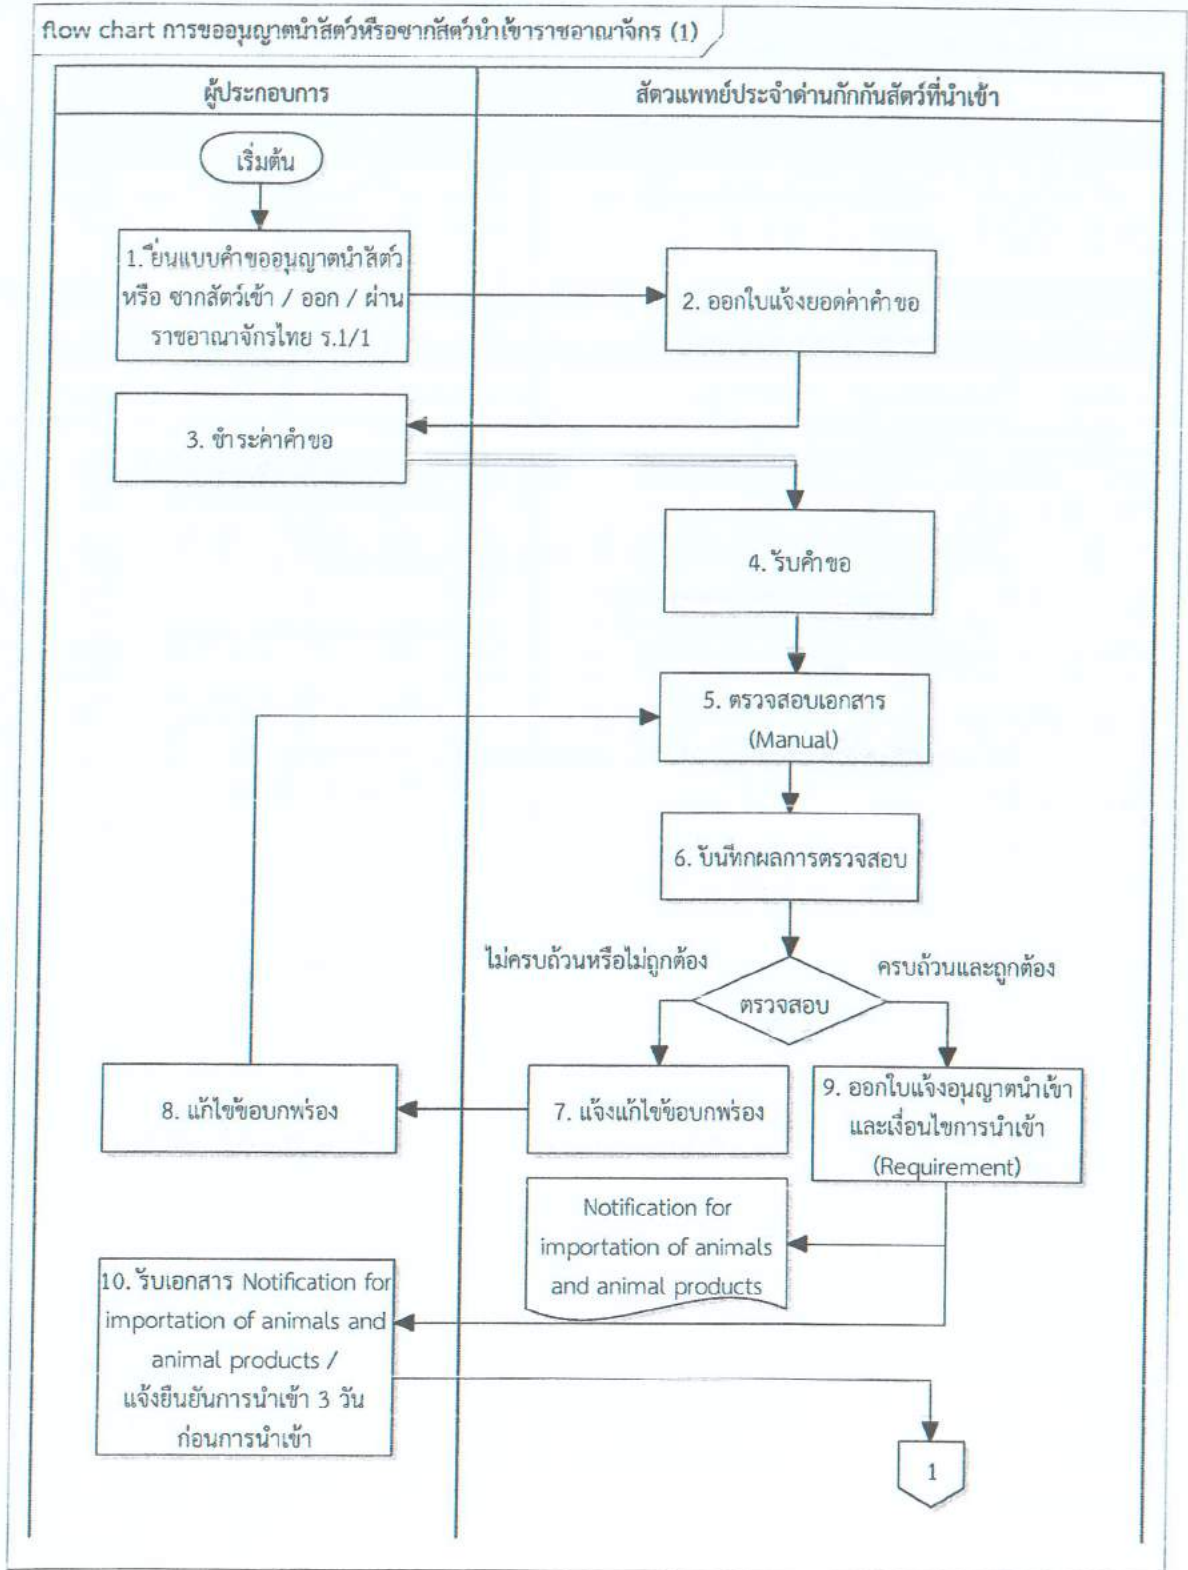 flow chart การขออนุญาตนำสัตว์หรือซากสัตว์นำเข้าราชอาณาจักร (1)
ผู้ประกอบการ
สัตวแพทย์ประจำด่านกักกันสัตว์ที่นำเข้า
เริ่มต้น
1. ยื่นแบบคำขออนุญาตนำสัตว์
หรือ ซากสัตว์เข้า / ออก / ผ่าน
ราชอาณาจักรไทย ร.1/1
2. ออกใบแจ้งยอดค่าคำขอ
3. ชำระค่าคำขอ
4. รับคำขอ
5. ตรวจสอบเอกสาร
(Manual)
6. บันทึกผลการตรวจสอบ
ไม่ครบถ้วนหรือไม่ถูกต้อง
ครบถ้วนและถูกต้อง
ตรวจสอบ
8. แก้ไขข้อบกพร่อง
7. แจ้งแก้ไขข้อบกพร่อง
9. ออกใบแจ้งอนุญาตนำเข้า
และเงื่อนไขการนำเข้า
(Requirement)
Notification for
importation of animals
and animal products
10. รับเอกสาร Notification for
importation of animals and
animal products /
แจ้งยืนยันการนำเข้า 3 วัน
ก่อนการนำเข้า
1